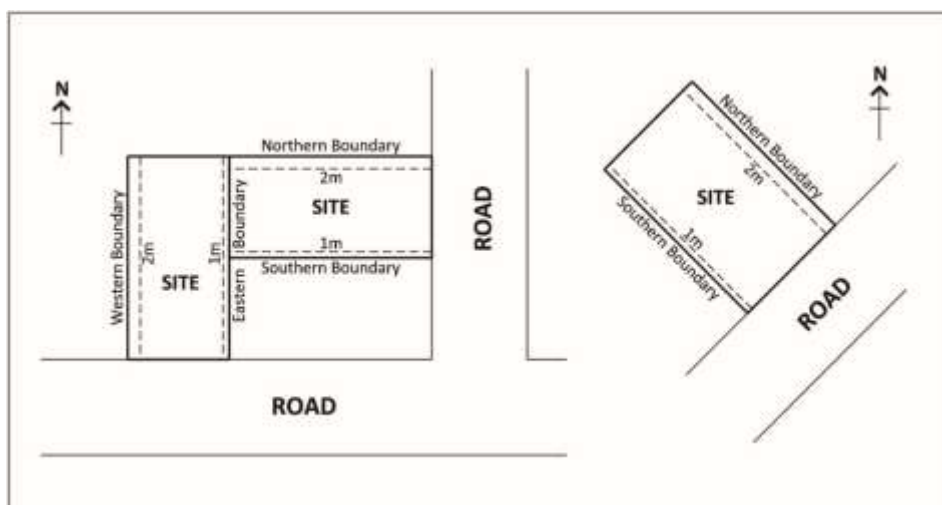 N
N
Northern Boundary
2m
SITE
1m
Southern Boundary
Western Boundary
2m
SITE
1m
Eastern
Boundary
ROAD
ROAD
Northern Boundary
2m
SITE
1m
Southern Boundary
ROAD